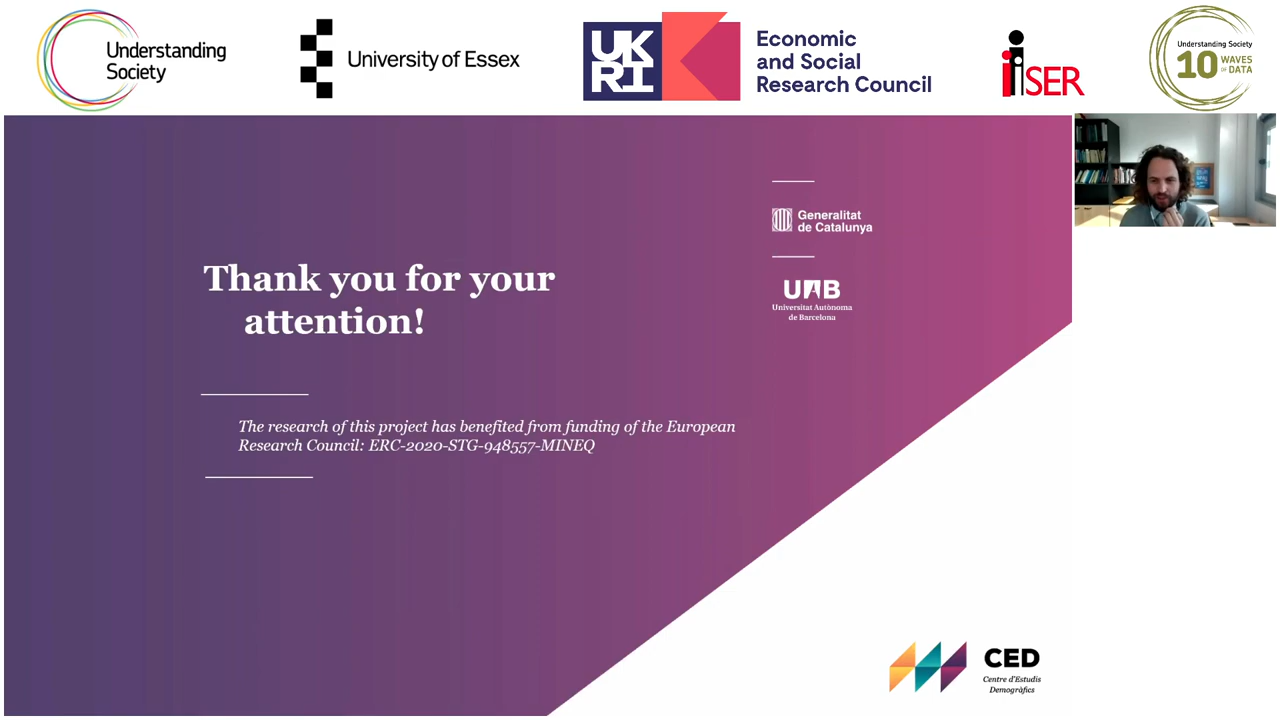 Understanding
Society
University of Essex
UK
RI
Economic
and Social
Research Council
iSER
Understanding Society
10 WAVES
OF DATA
Generalitat
de Catalunya
UAB
Universitat Autònoma
de Barcelona
Thank you for your
attention!
The research of this project has benefited from funding of the European
Research Council: ERC-2020-STG-948557-MINEQ
CED
Centre d'Estudis
Demogràfics